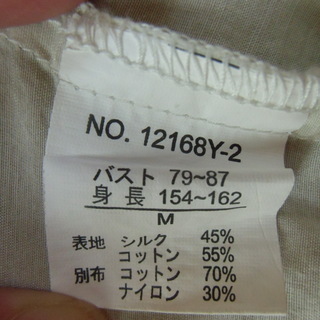 NO. 12168Y-2
バスト 79~87
身長 154~162
M
表地 シルク 45%
コットン 55%
別布 コットン 70%
ナイロン 30%